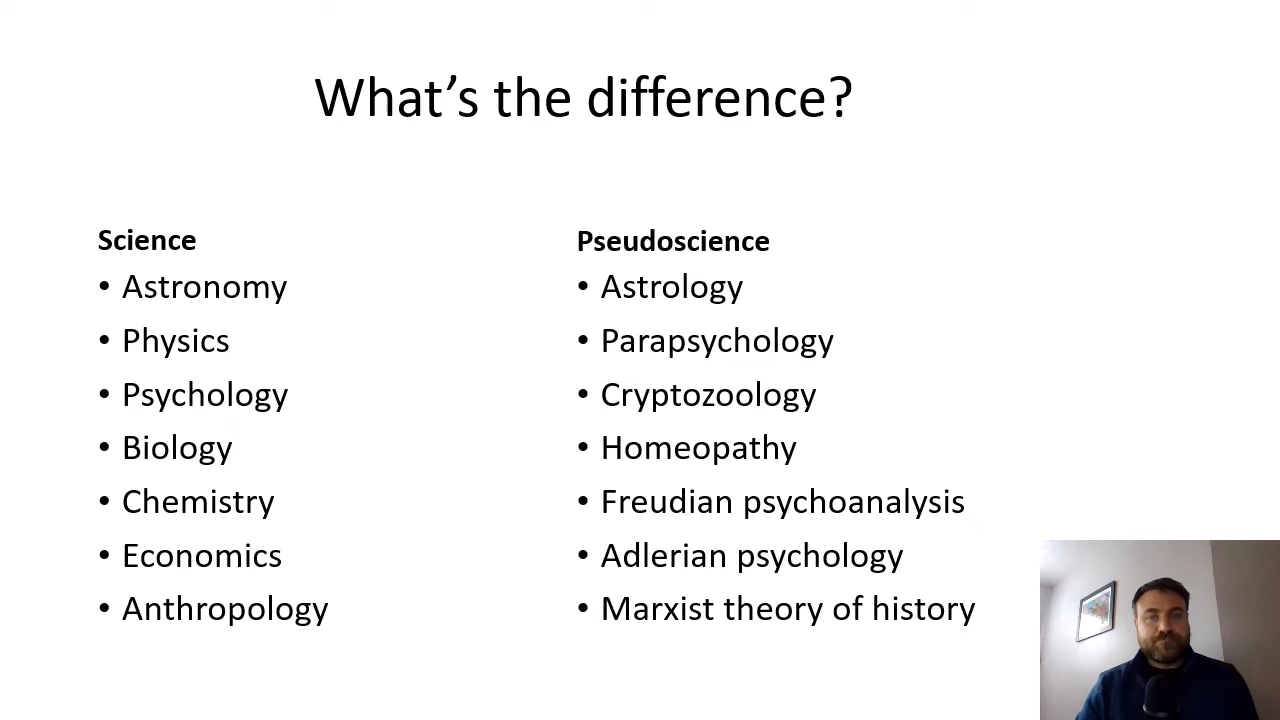 What’s the difference?
Science
• Astronomy
• Physics
• Psychology
• Biology
• Chemistry
• Economics
• Anthropology
Pseudoscience
• Astrology
• Parapsychology
• Cryptozoology
• Homeopathy
• Freudian psychoanalysis
• Adlerian psychology
• Marxist theory of history